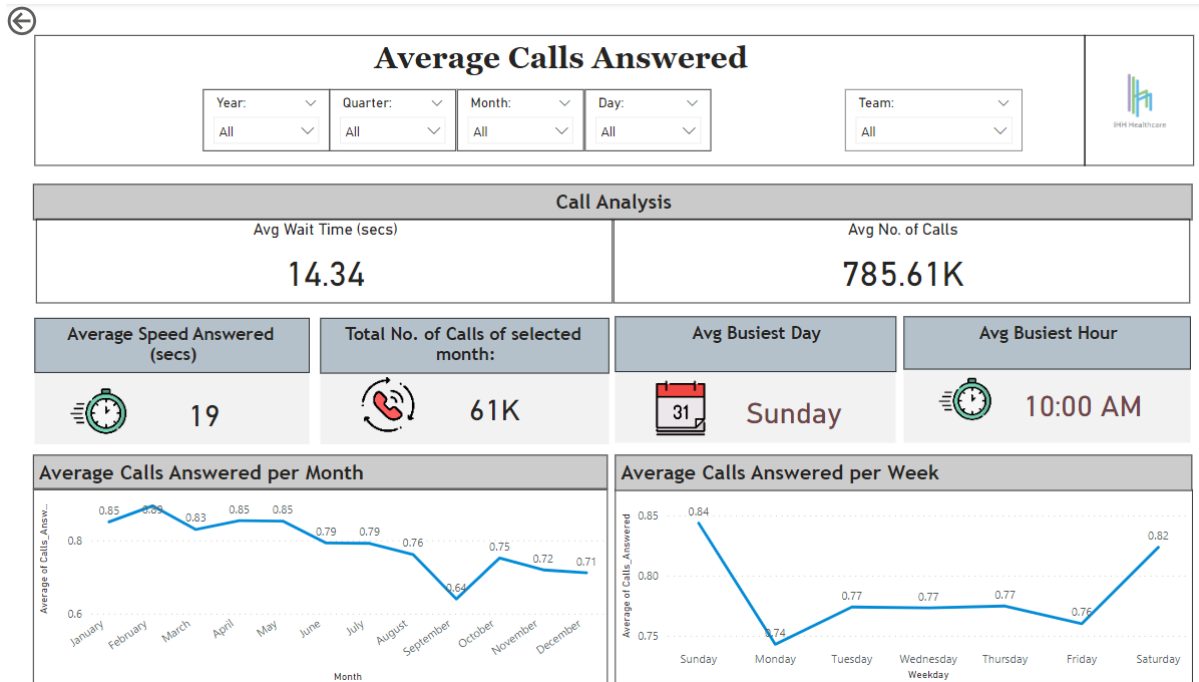 Average Calls Answered
Year:
All
Quarter:
All
Month:
All
Day:
All
Team:
All
IHH Healthcare
Call Analysis
Avg Wait Time (secs)
14.34
Avg No. of Calls
785.61K
Average Speed Answered
(secs)
19
Total No. of Calls of selected
month:
61K
Avg Busiest Day
31
Sunday
Avg Busiest Hour
10:00 AM
Average Calls Answered per Month
Average of Calls_Answ...
0.8
0.6
0.85
0.89
0.83
0.85
0.85
0.79
0.79
0.76
0.64
0.75
0.72
0.71
January
February
March
April
May
June
July
August
September
October
November
December
Month
Average Calls Answered per Week
Average of Calls_Answered
0.85
0.80
0.75
0.84
0.74
0.77
0.77
0.77
0.76
0.82
Sunday
Monday
Tuesday
Wednesday
Thursday
Friday
Saturday
Weekday